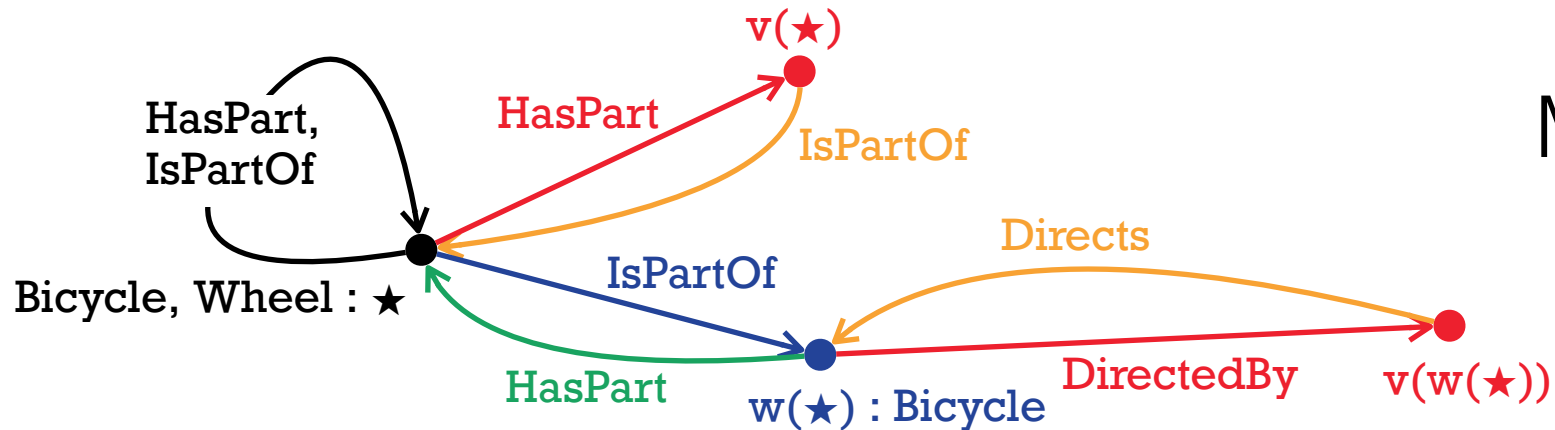 v(★)
HasPart,
IsPartOf
HasPart
IsPartOf
Directs
IsPartOf
Bicycle, Wheel : ★
HasPart
DirectedBy
v(w(★))
w(★) : Bicycle